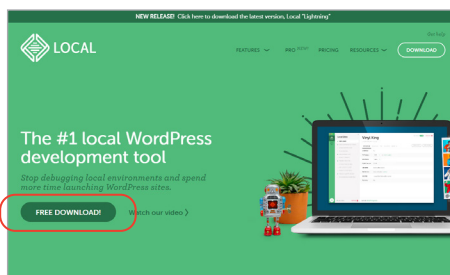 NEW RELEASE! Click here to download the latest version, Local "Lightning"
Get help
LOCAL
FEATURES
PRO
PRICING
RESOURCES
DOWNLOAD
The #1 local WordPress
development tool
Stop debugging local environments and spend
more time launching WordPress sites.
FREE DOWNLOAD!
Watch our video